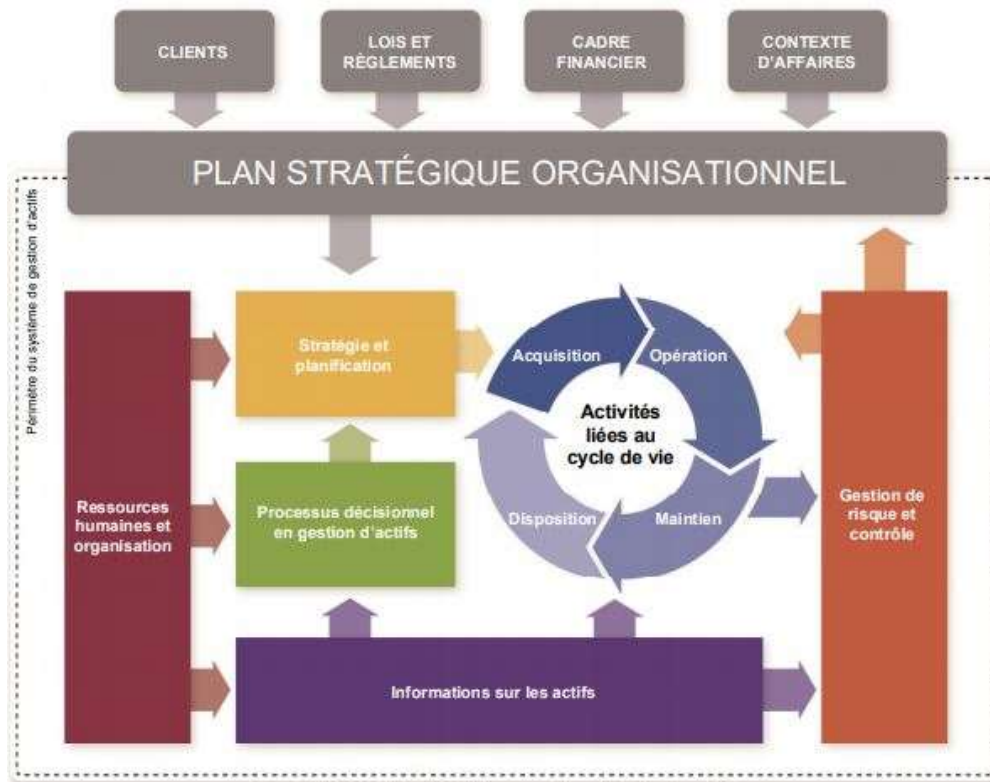 CLIENTS
LOIS ET
RÈGLEMENTS
CADRE
FINANCIER
CONTEXTE
D'AFFAIRES
PLAN STRATÉGIQUE ORGANISATIONNEL
Périmètre du système de gestion d'actifs
Stratégie et
planification
Acquisition
Opération
Activités
liées au
cycle de vie
Ressources
humaines et
organisation
Processus décisionnel
en gestion d'actifs
Disposition
Maintien
Gestion de
risque et
contrôle
Informations sur les actifs